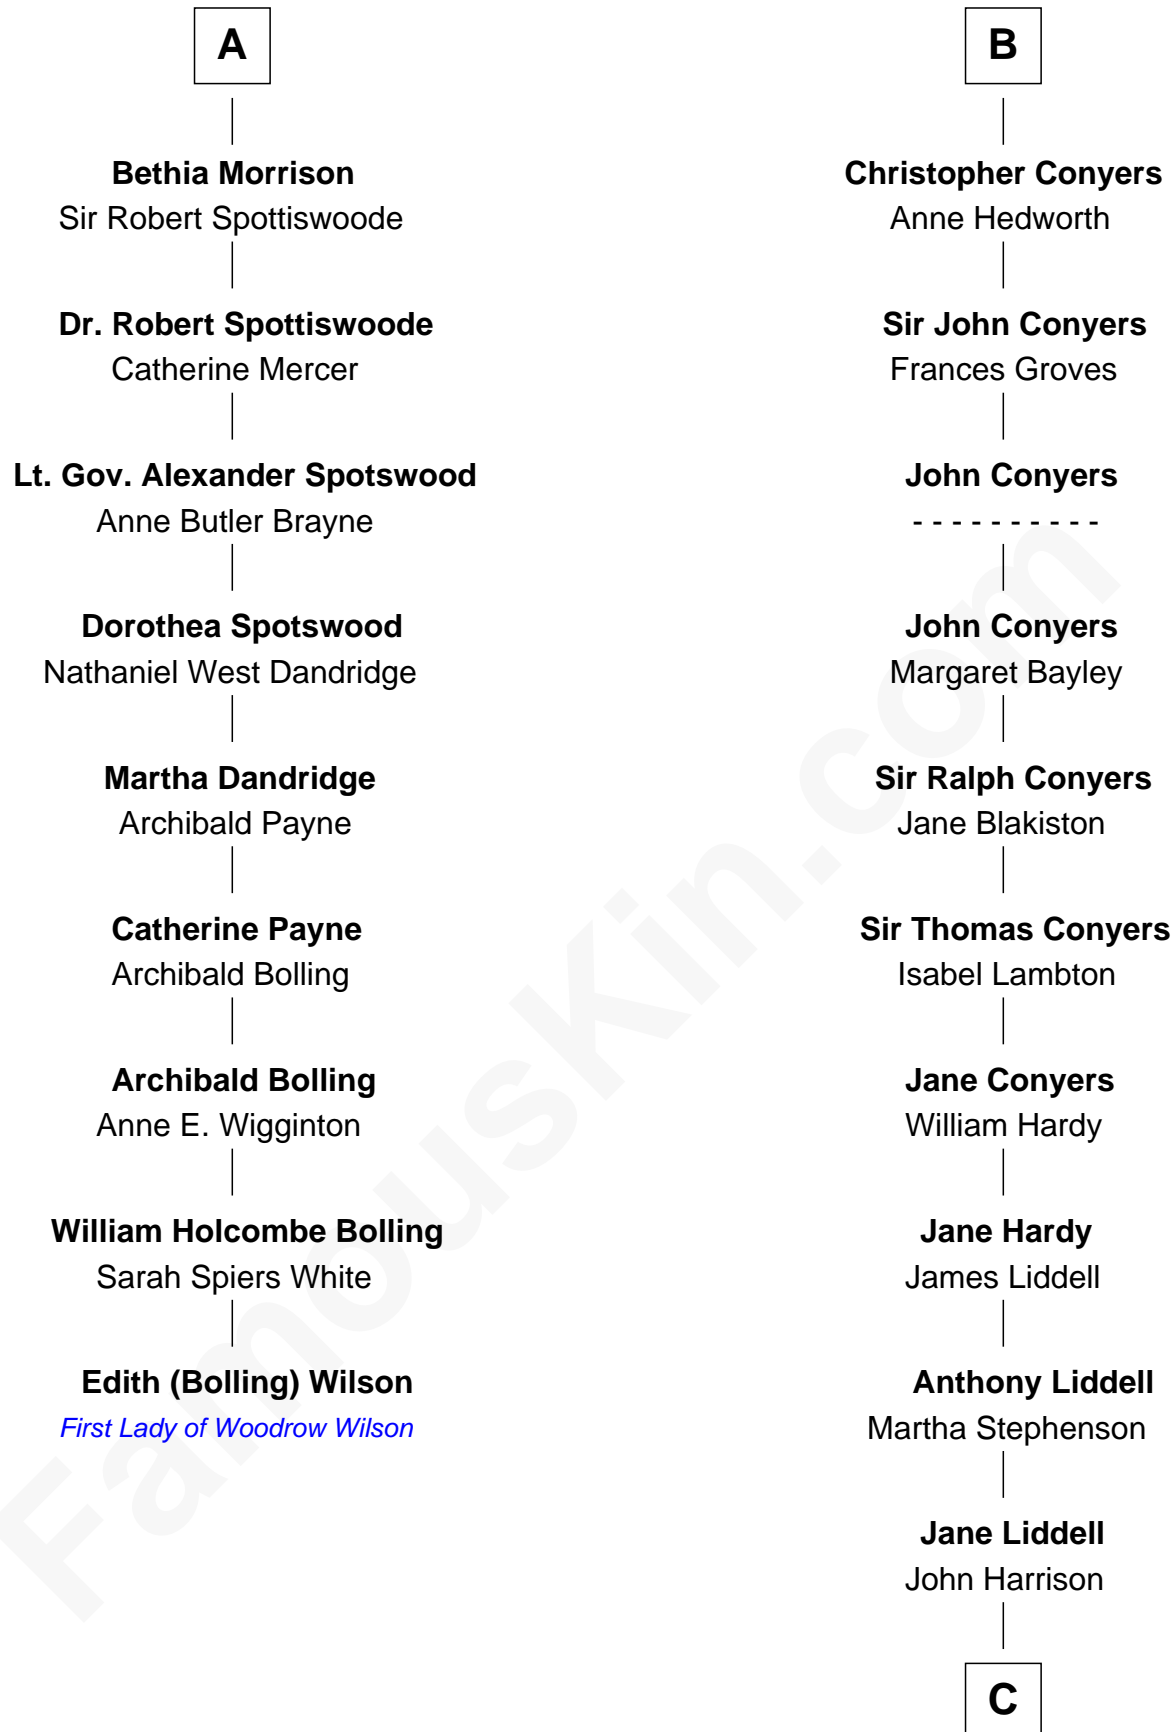 A
Bethia Morrison
Sir Robert Spottiswoode
Dr. Robert Spottiswoode
Catherine Mercer
Lt. Gov. Alexander Spotswood
Anne Butler Brayne
Dorothea Spotswood
Nathaniel West Dandridge
Martha Dandridge
Archibald Payne
Catherine Payne
Archibald Bolling
Archibald Bolling
Anne E. Wigginton
William Holcombe Bolling
Sarah Spiers White
Edith (Bolling) Wilson
First Lady of Woodrow Wilson
B
Christopher Conyers
Anne Hedworth
Sir John Conyers
Frances Groves
John Conyers
- - - - - - - - - -
John Conyers
Margaret Bayley
Sir Ralph Conyers
Jane Blakiston
Sir Thomas Conyers
Isabel Lambton
Jane Conyers
William Hardy
Jane Hardy
James Liddell
Anthony Liddell
Martha Stephenson
Jane Liddell
John Harrison
C
FamousKin.com